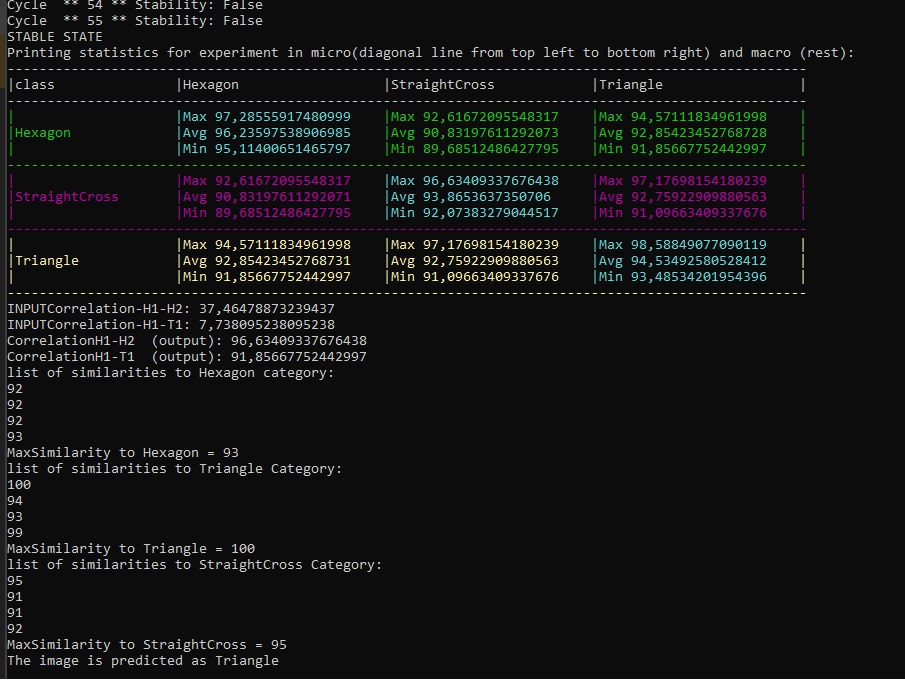 Cycle  ** 54 ** Stability: False
Cycle  ** 55 ** Stability: False
STABLE STATE
Printing statistics for experiment in micro(diagonal line from top left to bottom right) and macro (rest):
----------------------------------------------------------------------------------------------------
|class               |Hexagon                   |StraightCross             |Triangle                 |
----------------------------------------------------------------------------------------------------
|                    |Max 97,28555917480999     |Max 92,61672095548317     |Max 94,57111834961998    |
|Hexagon             |Avg 96,23597538906985     |Avg 90,83197611292073     |Avg 92,85423452768728    |
|                    |Min 95,11400651465797     |Min 89,68512486427795     |Min 91,85667752442997    |
----------------------------------------------------------------------------------------------------
|                    |Max 92,61672095548317     |Max 96,63409337676438     |Max 97,17698154180239    |
|StraightCross       |Avg 90,83197611292071     |Avg 93,8653637350706      |Avg 92,75922909880563    |
|                    |Min 89,68512486427795     |Min 92,07383279044517     |Min 91,09663409337676    |
----------------------------------------------------------------------------------------------------
|                    |Max 94,57111834961998     |Max 97,17698154180239     |Max 98,58849077090119    |
|Triangle            |Avg 92,85423452768731     |Avg 92,75922909880563     |Avg 94,53492580528412    |
|                    |Min 91,85667752442997     |Min 91,09663409337676     |Min 93,48534201954396    |
----------------------------------------------------------------------------------------------------
INPUTCorrelation-H1-H2: 37,46478873239437
INPUTCorrelation-H1-T1: 7,738095238095238
CorrelationH1-H2  (output): 96,63409337676438
CorrelationH1-T1  (output): 91,85667752442997
list of similarities to Hexagon category:
92
92
92
93
MaxSimilarity to Hexagon = 93
list of similarities to Triangle Category:
100
94
93
99
MaxSimilarity to Triangle = 100
list of similarities to StraightCross Category:
95
91
91
92
MaxSimilarity to StraightCross = 95
The image is predicted as Triangle